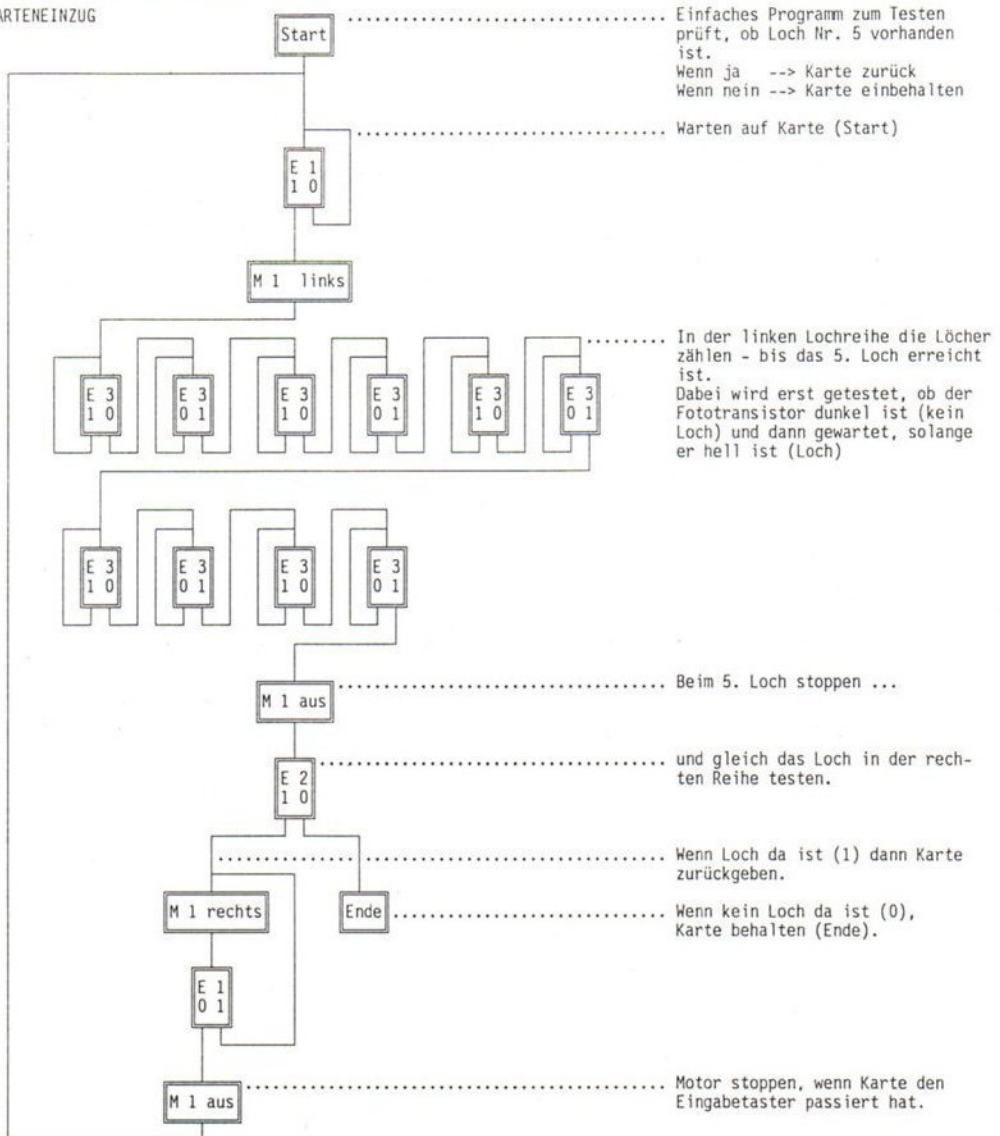 ARTENEINZUG
Start
Einfaches Programm zum Testen
prüft, ob Loch Nr. 5 vorhanden
ist.
Wenn ja --> Karte zurück
Wenn nein --> Karte einbehalten
Warten auf Karte (Start)
E 1
1 0
M 1 links
In der linken Lochreihe die Löcher
zählen - bis das 5. Loch erreicht
ist.
Dabei wird erst getestet, ob der
Fototransistor dunkel ist (kein
Loch) und dann gewartet, solange
er hell ist (Loch)
E 3 E 3 E 3 E 3 E 3 E 3
1 0 0 1 1 0 0 1 1 0 0 1
E 3 E 3 E 3 E 3
1 0 0 1 1 0 0 1
M 1 aus
Beim 5. Loch stoppen ...
E 2
1 0
und gleich das Loch in der rech-
ten Reihe testen.
Wenn Loch da ist (1) dann Karte
zurückgeben.
M 1 rechts
Ende
Wenn kein Loch da ist (0),
Karte behalten (Ende).
E 1
0 1
M 1 aus
Motor stoppen, wenn Karte den
Eingabetaster passiert hat.